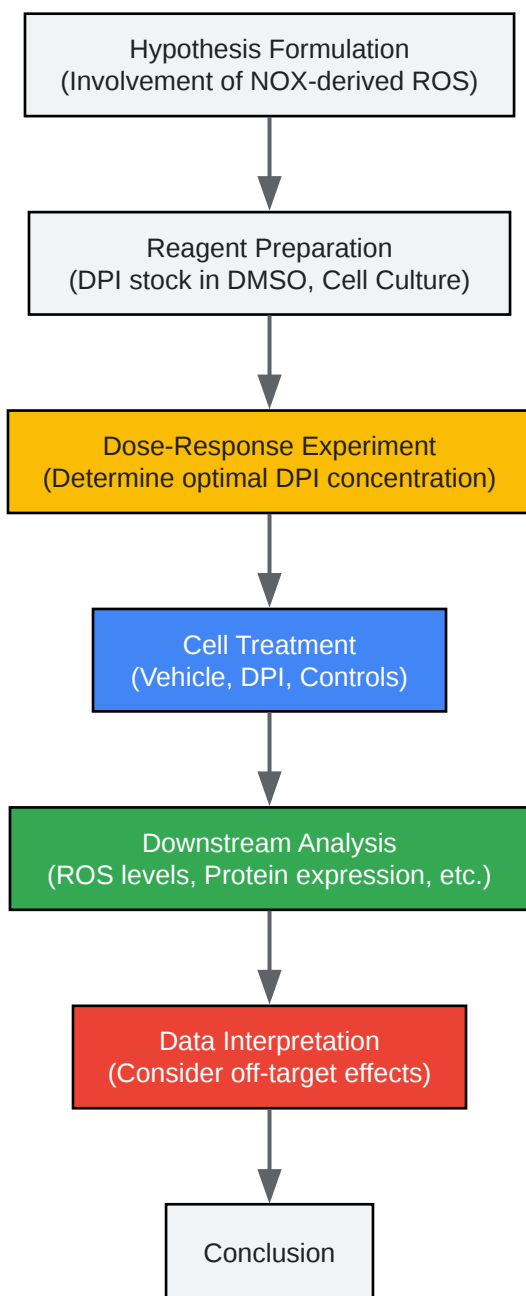 Hypothesis Formulation
(Involvement of NOX-derived ROS)
Reagent Preparation
(DPI stock in DMSO, Cell Culture)
Dose-Response Experiment
(Determine optimal DPI concentration)
Cell Treatment
(Vehicle, DPI, Controls)
Downstream Analysis
(ROS levels, Protein expression, etc.)
Data Interpretation
(Consider off-target effects)
Conclusion